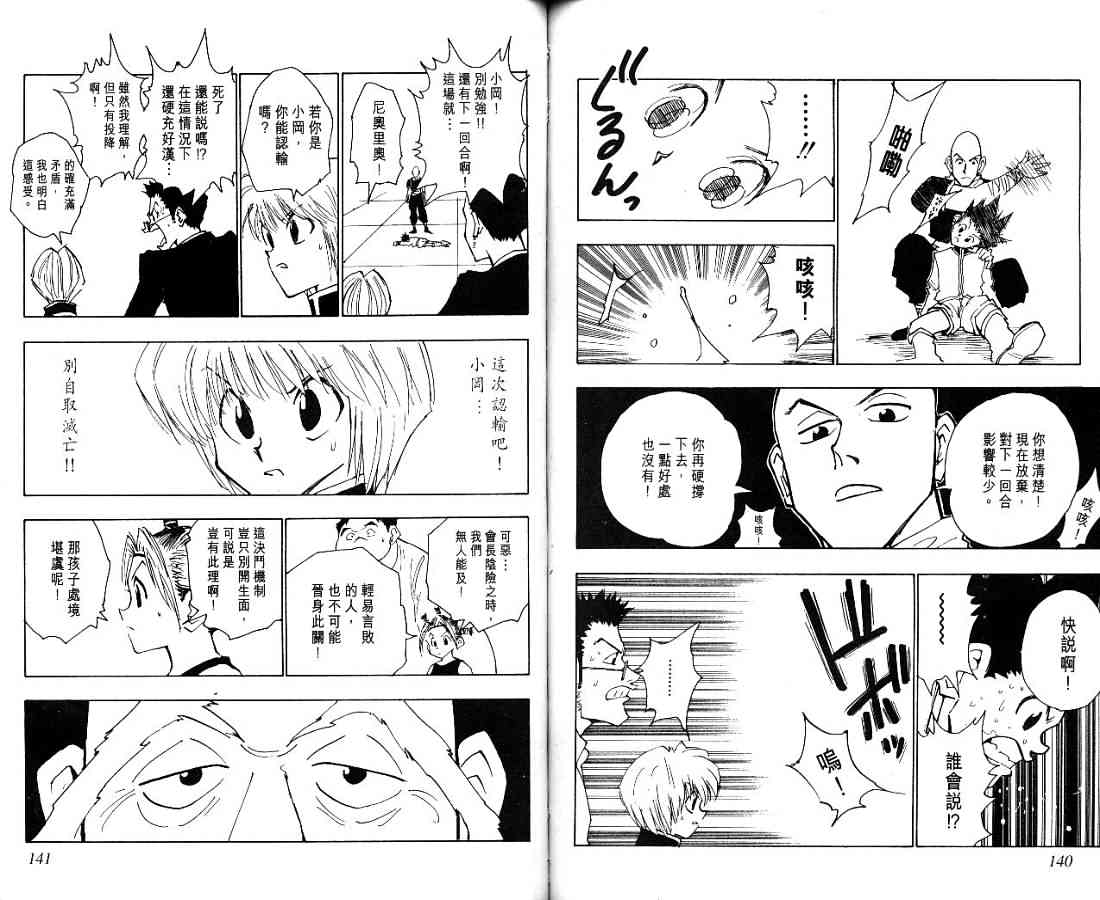 啪
嘞
……!!
ぐるんっ
咳
咳！
你想清楚！
現在放棄，
對下一回合
影響較少。
咳咳！
你再硬撐
下去，
一點好處
也沒有！
咳咳！
快説啊！
誰會説!?
ボキ
嗚！
……
140
小岡！
別勉強!!
還有下一回合啊！
這場就…
尼奧里奧！
若你是
小岡，
你能認輸
嗎？
死了
還能説嗎!?
在這情況下
還硬充好漢…
雖然我理解，
但只有投降
啊！
的確充滿
矛盾，
我也明白
這感受。
這次認輸吧！
小岡…
別自取滅亡!!
可惡…
會長陰險之時，
我們
無人能及！
輕易言敗
的人，
也不可能
晉身此關！
這決鬥機制
豈只別開生面，
可説是
豈有此理啊！
那孩子處境
堪虞呢！
141